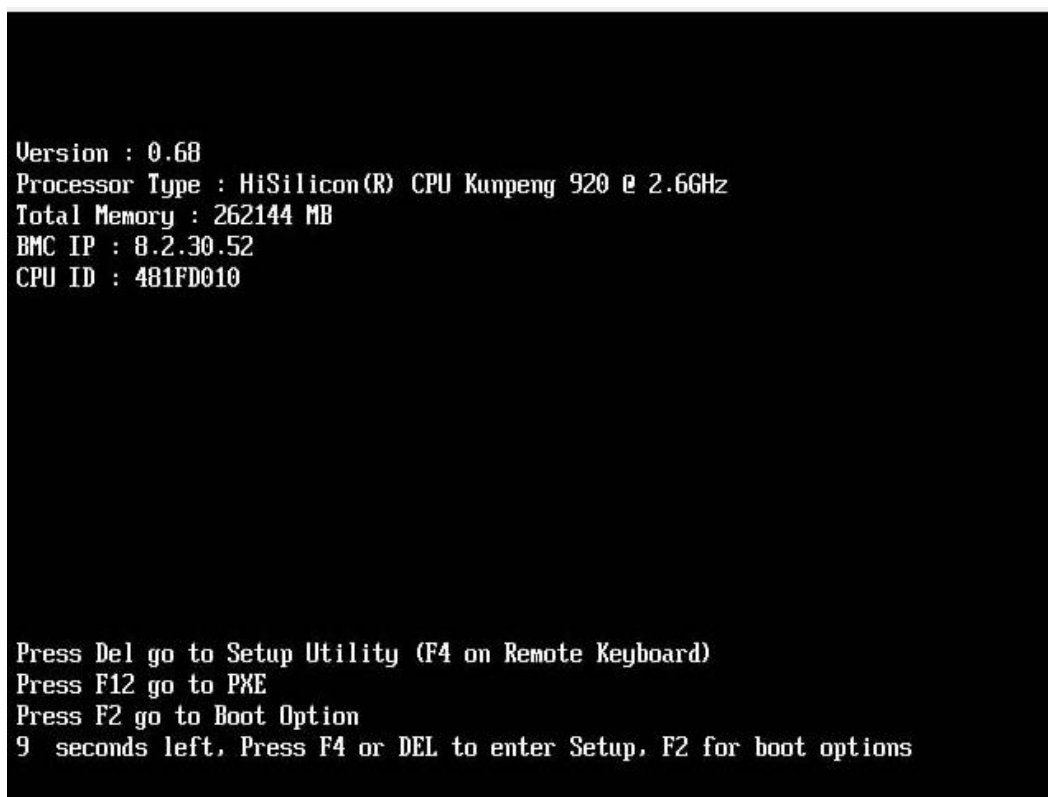 Version : 0.68
Processor Type : HiSilicon(R) CPU Kunpeng 920 @ 2.6GHz
Total Memory : 262144 MB
BMC IP : 8.2.30.52
CPU ID : 481FD010
Press Del go to Setup Utility (F4 on Remote Keyboard)
Press F12 go to PXE
Press F2 go to Boot Option
9 seconds left, Press F4 or DEL to enter Setup, F2 for boot options